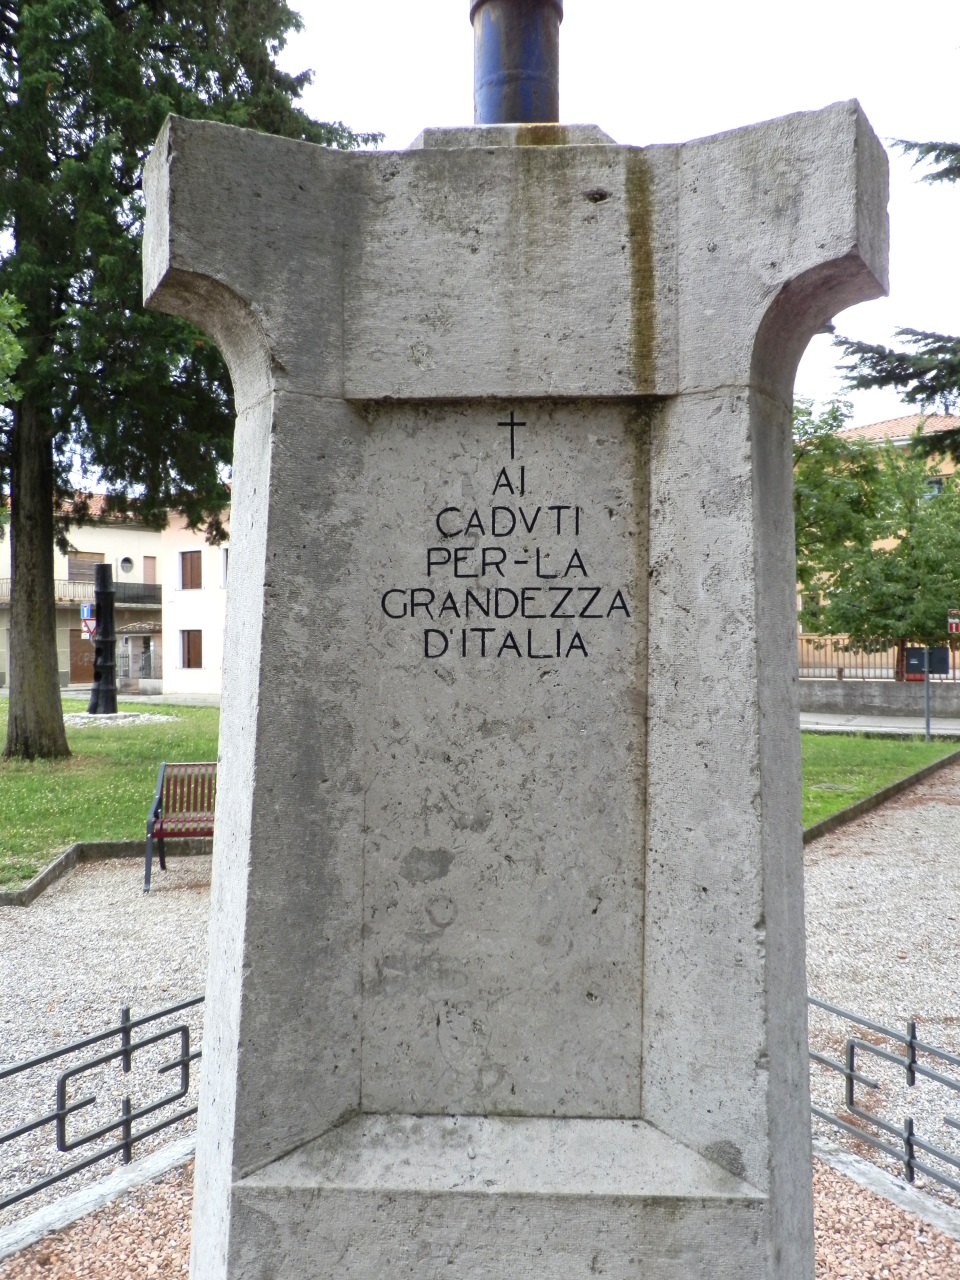 AI
CADVTI
PER-LA
GRANDEZZA
D'ITALIA